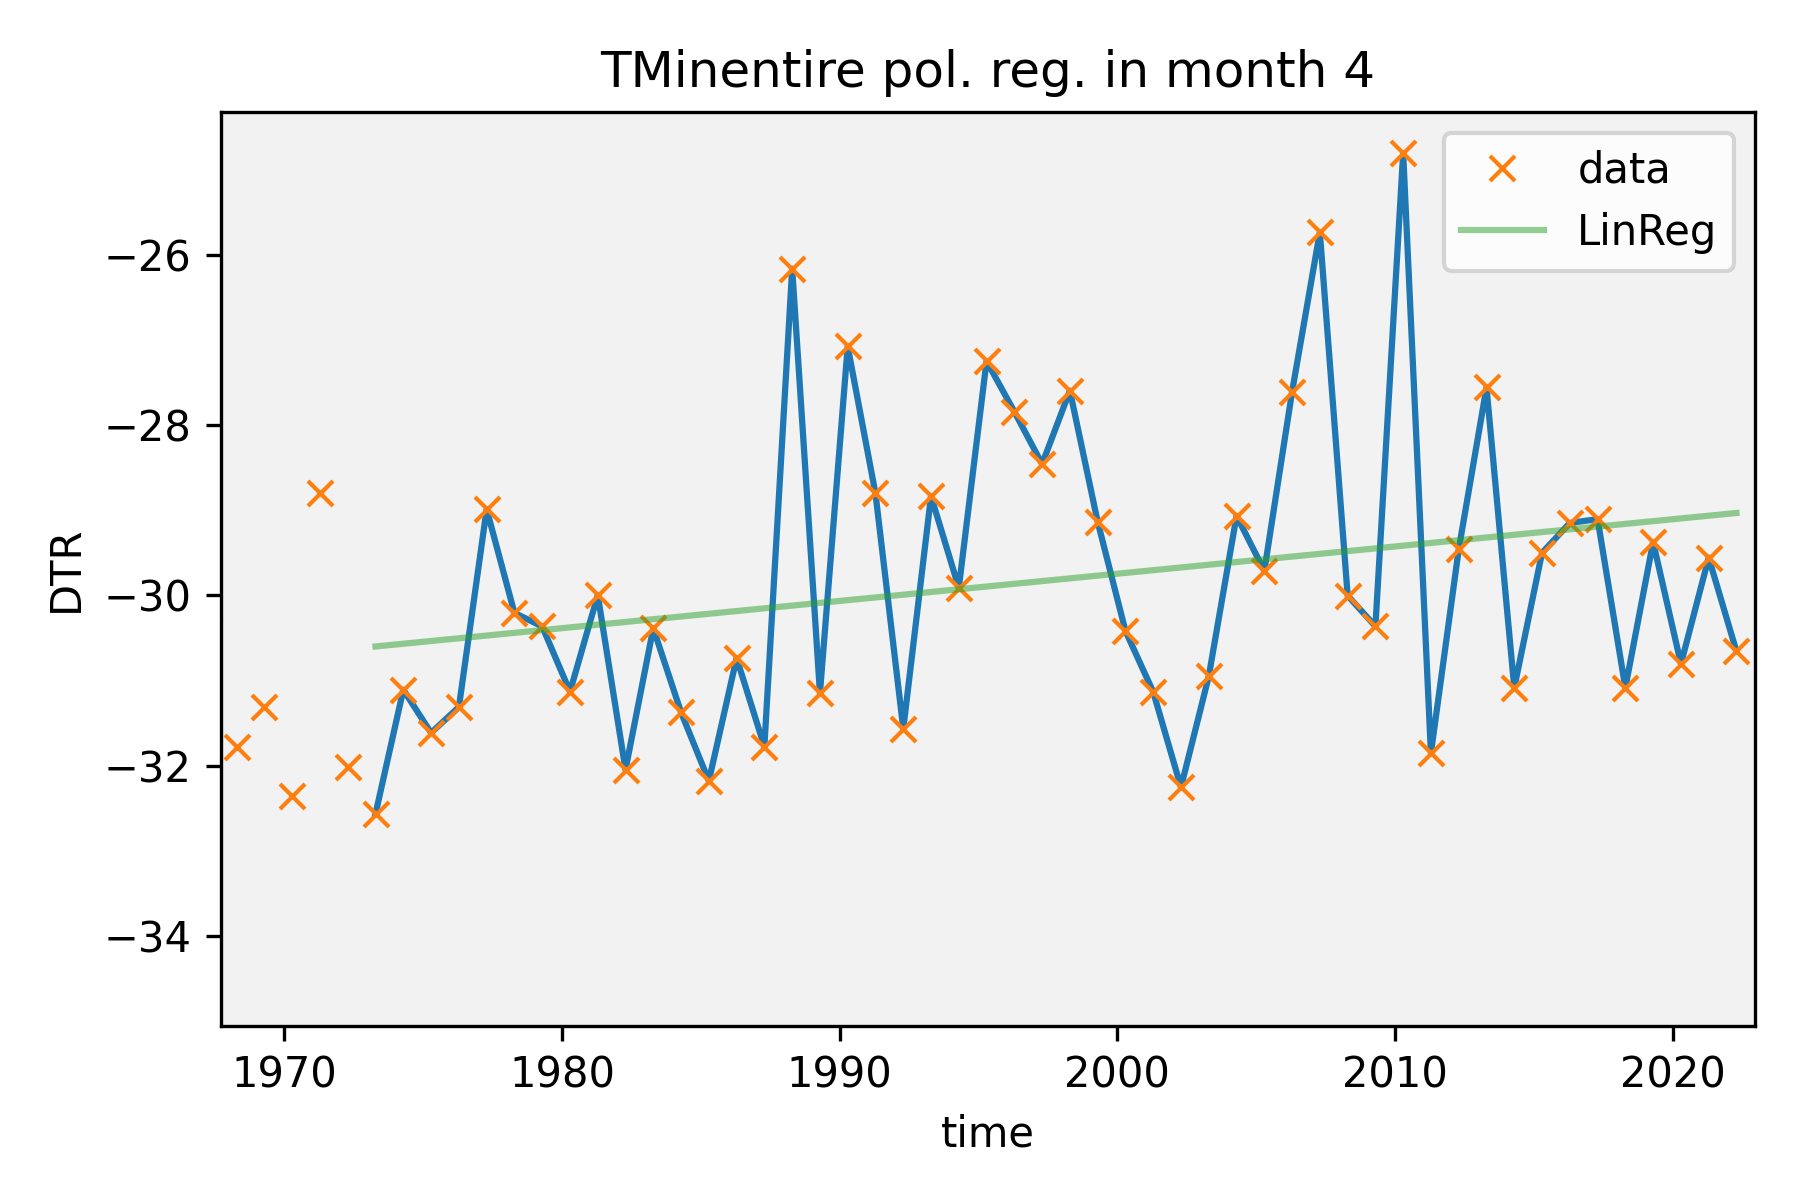 TMinentire pol. reg. in month 4
data
LinReg
DTR
−26
−28
−30
−32
−34
1970 1980 1990 2000 2010 2020
time